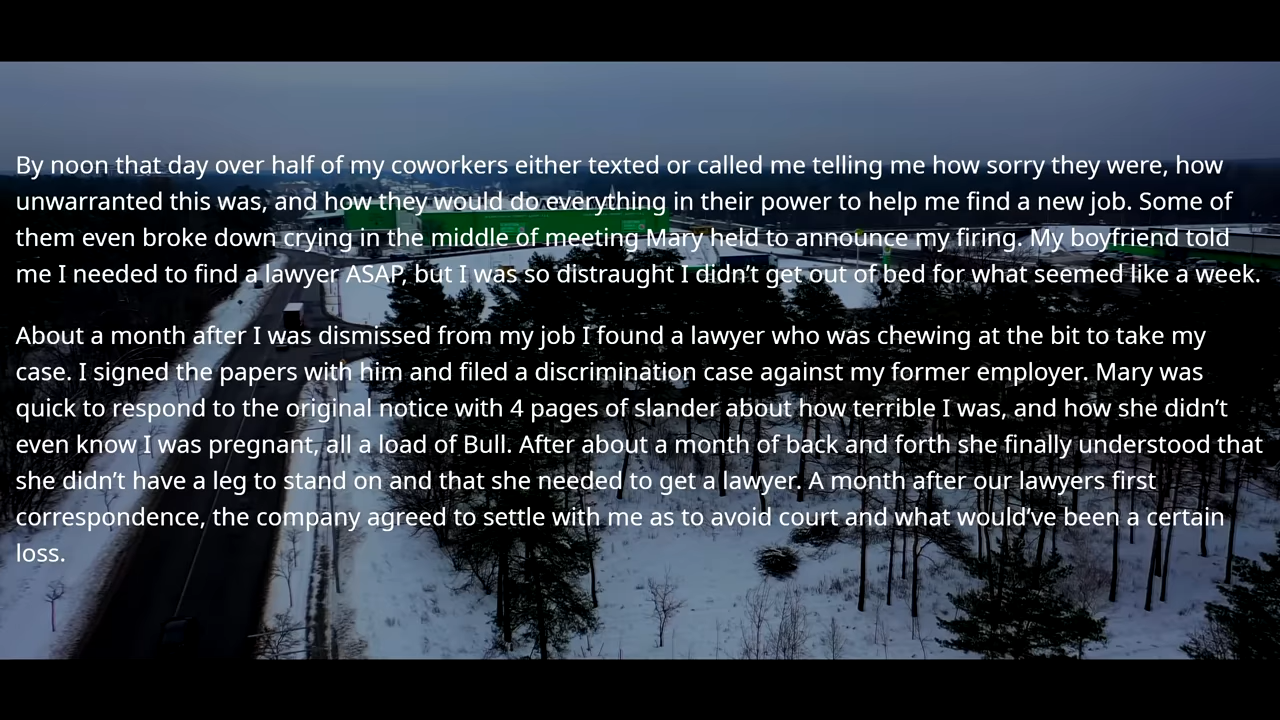 By noon that day over half of my coworkers either texted or called me telling me how sorry they were, how
unwarranted this was, and how they would do everything in their power to help me find a new job. Some of
them even broke down crying in the middle of meeting Mary held to announce my firing. My boyfriend told
me I needed to find a lawyer ASAP, but I was so distraught I didn’t get out of bed for what seemed like a week.
About a month after I was dismissed from my job I found a lawyer who was chewing at the bit to take my
case. I signed the papers with him and filed a discrimination case against my former employer. Mary was
quick to respond to the original notice with 4 pages of slander about how terrible I was, and how she didn’t
even know I was pregnant, all a load of Bull. After about a month of back and forth she finally understood that
she didn’t have a leg to stand on and that she needed to get a lawyer. A month after our lawyers first
correspondence, the company agreed to settle with me as to avoid court and what would’ve been a certain
loss.